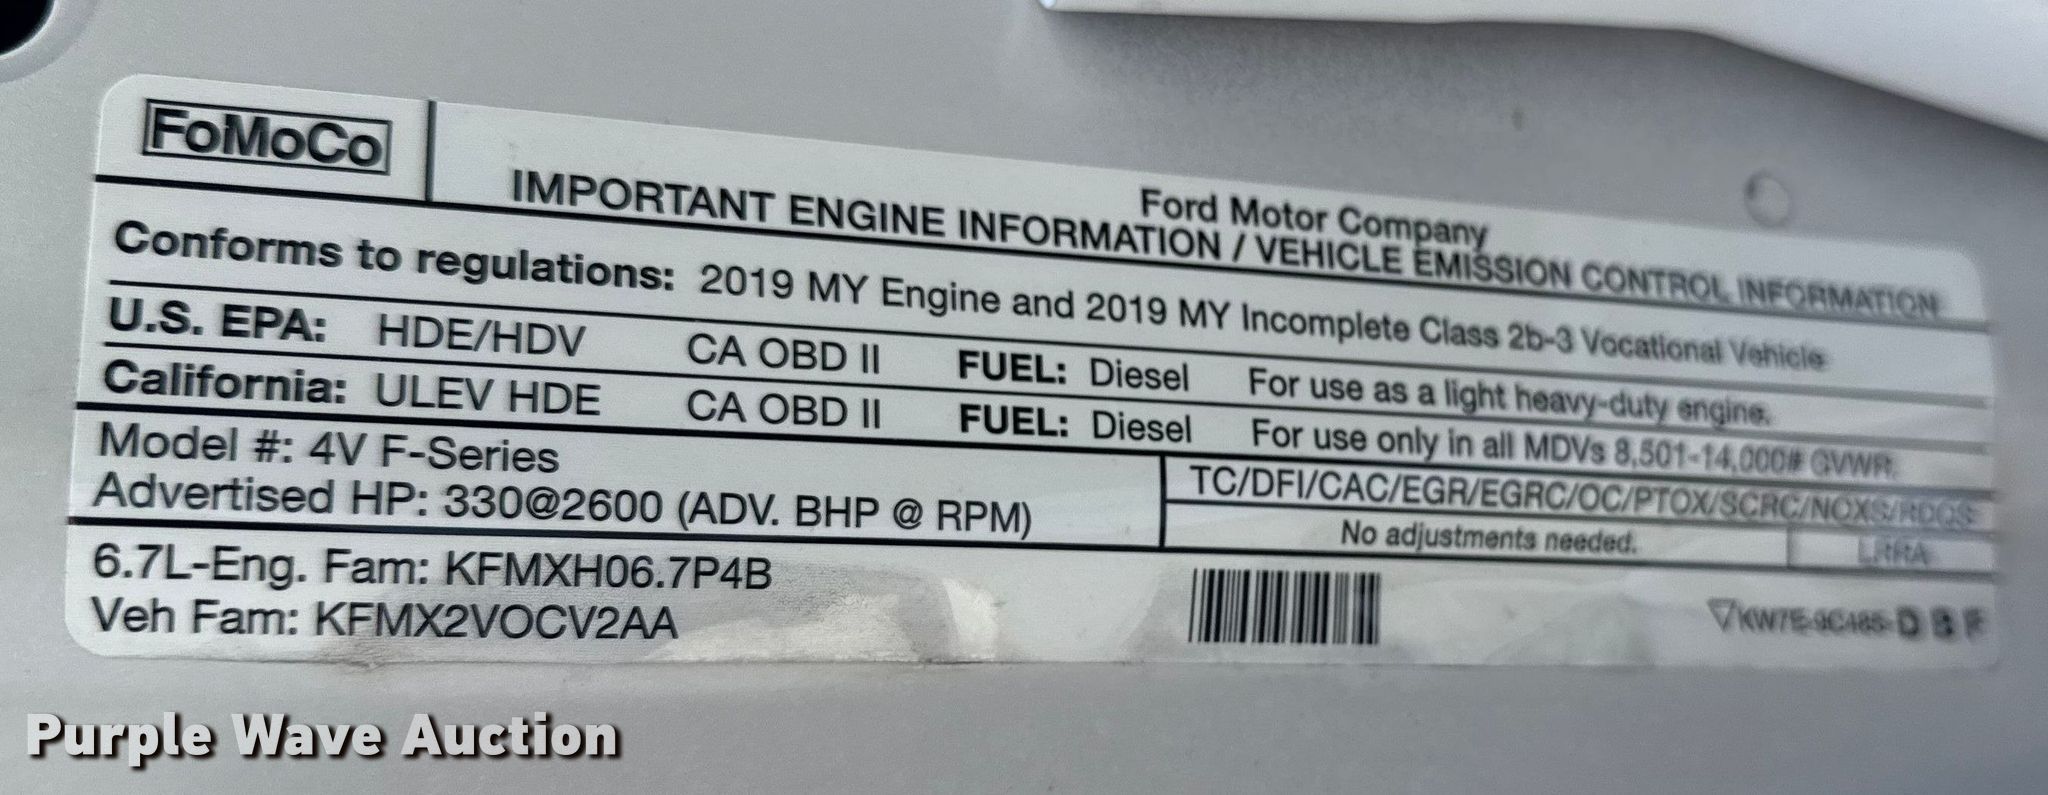 FoMoCo
Ford Motor Company
IMPORTANT ENGINE INFORMATION / VEHICLE EMISSION CONTROL INFORMATION
Conforms to regulations: 2019 MY Engine and 2019 MY Incomplete Class 2b-3 Vocational Vehicle
U.S. EPA: HDE/HDV CA OBD II FUEL: Diesel For use as a light heavy-duty engine.
California: ULEV HDE CA OBD II FUEL: Diesel For use only in all MDVs 8,501-14,000# GVWR.
Model #: 4V F-Series
Advertised HP: 330@2600 (ADV. BHP @ RPM)
TC/DFI/CAC/EGR/EGRC/OC/PTOX/SCRC/NOXS/RDQS
No adjustments needed.
6.7L-Eng. Fam: KFMXH06.7P4B
Veh Fam: KFMX2VOCV2AA
Purple Wave Auction